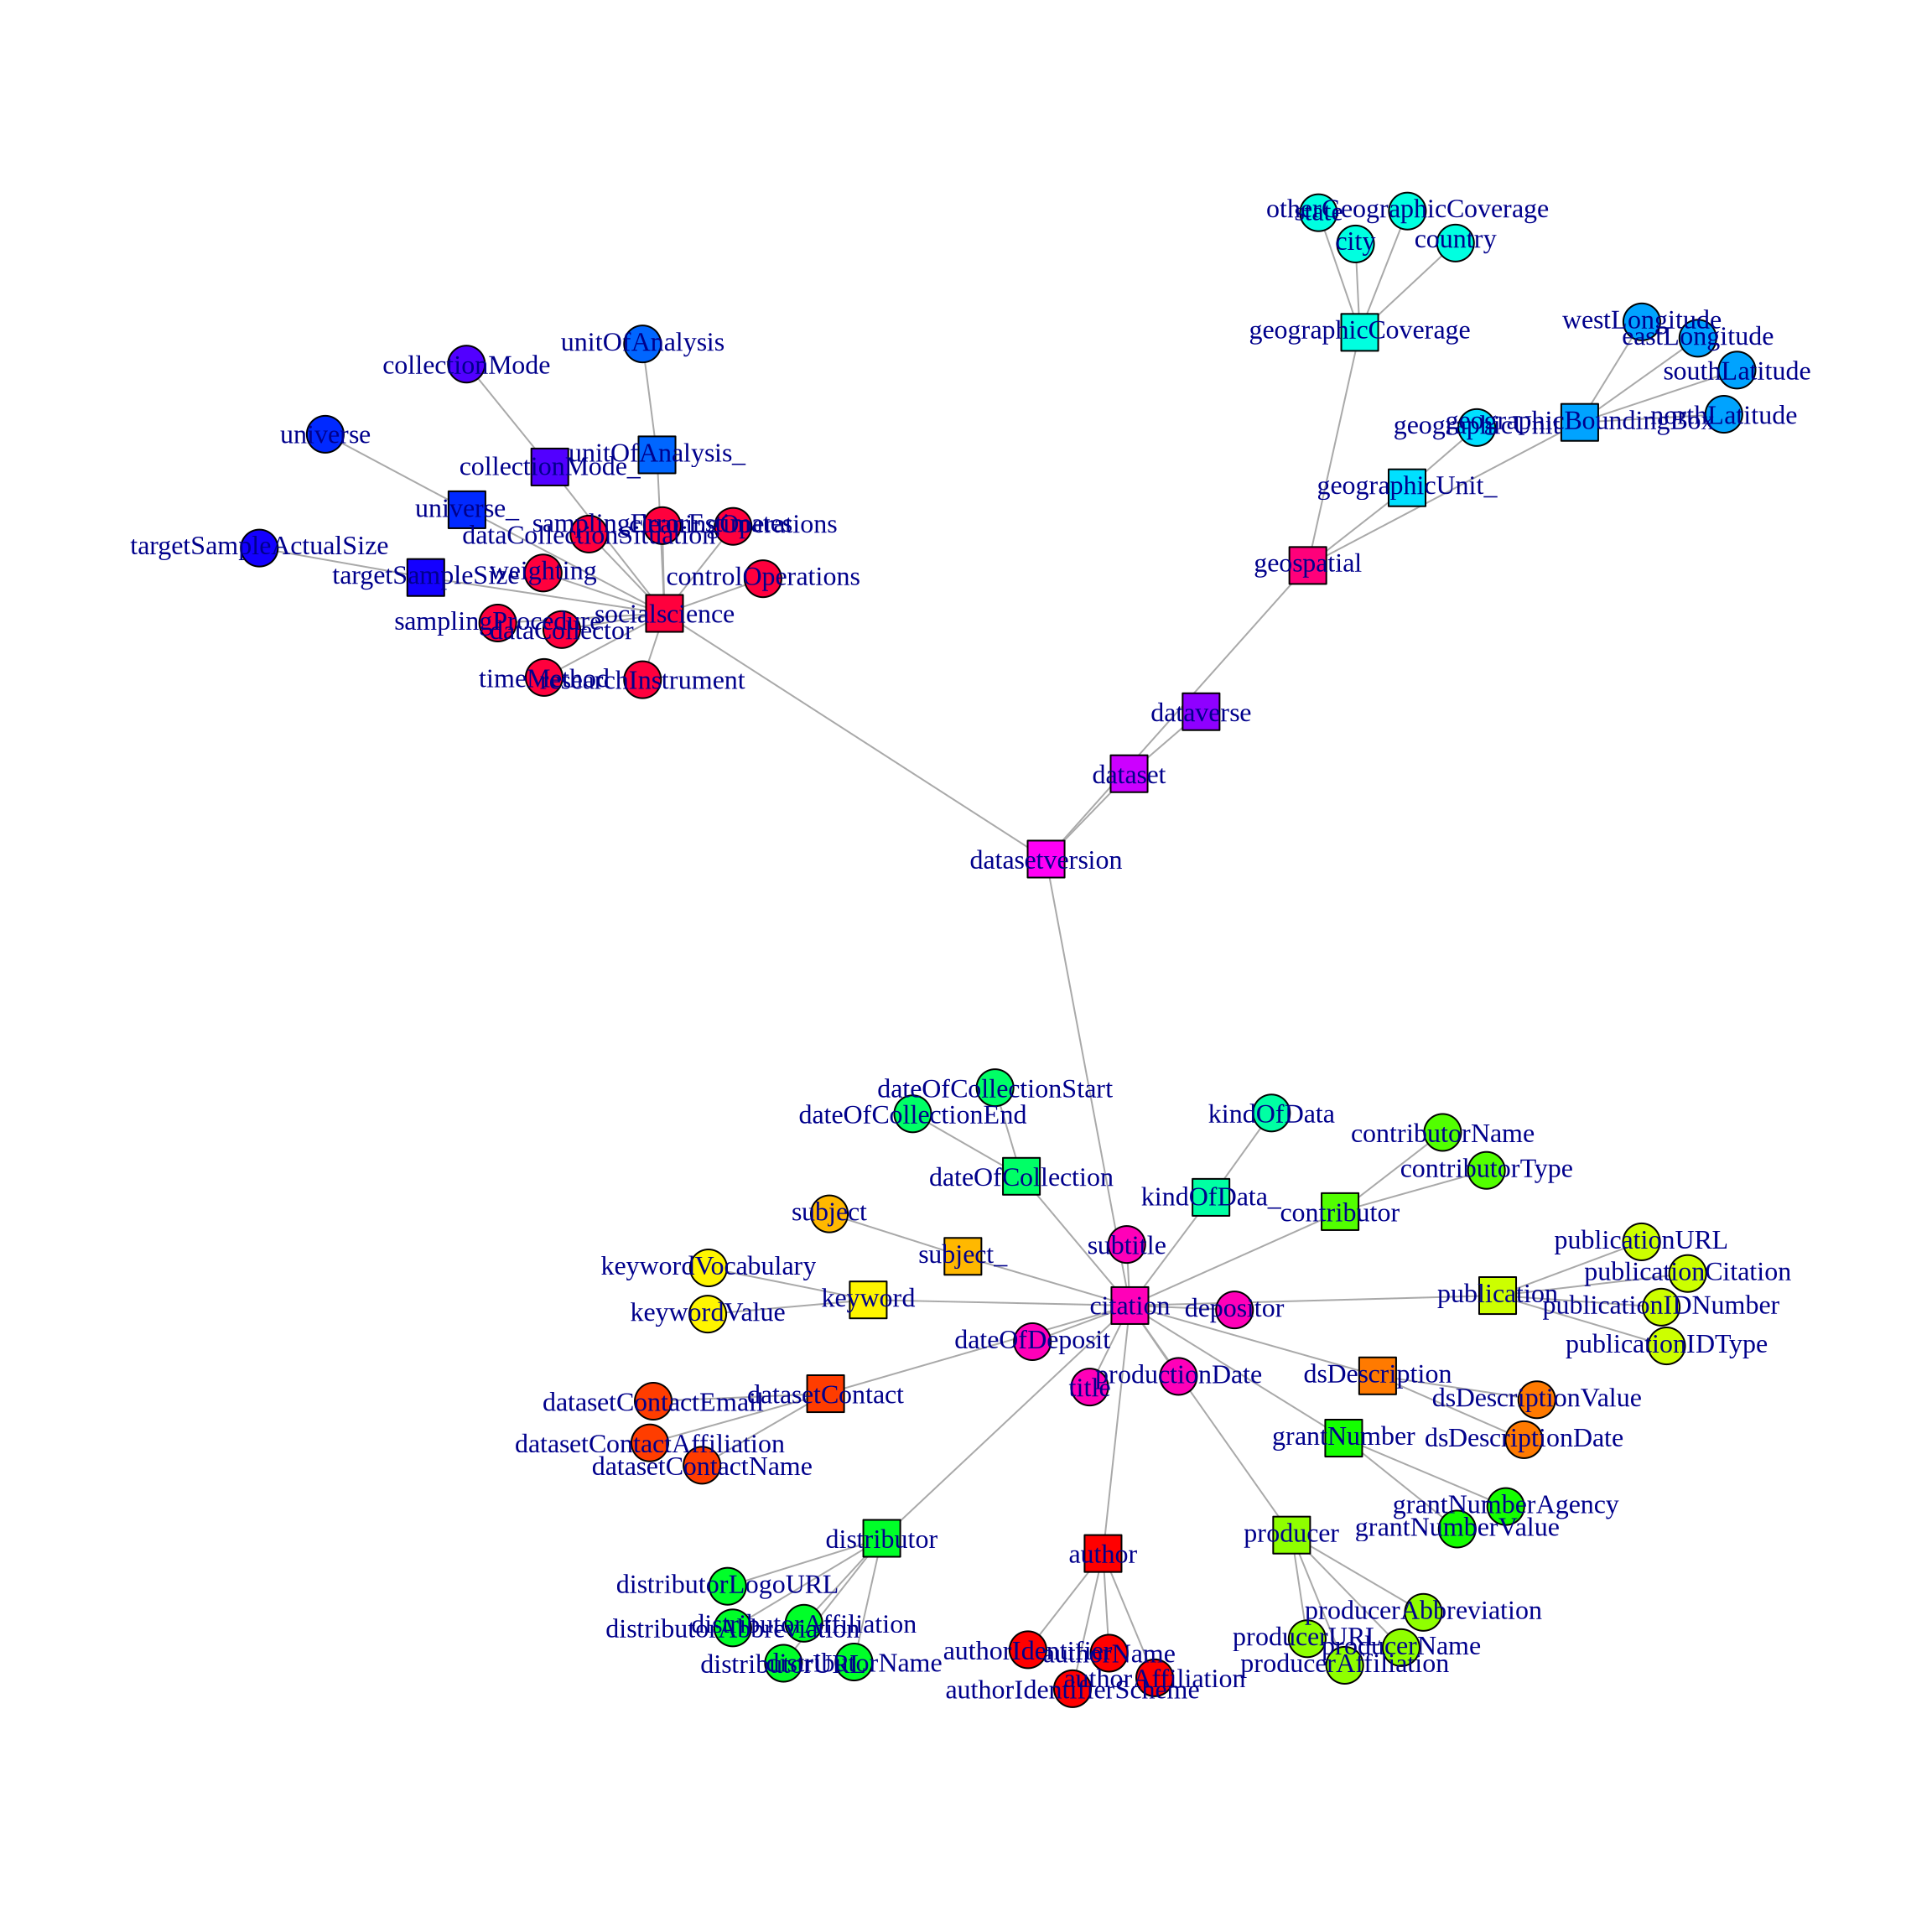 otherGeographicCoverage
state
city
country
geographicCoverage
westLongitude
eastLongitude
southLatitude
northLatitude
geographicBoundingBox
geographicUnit
geographicUnit_
geospatial
unitOfAnalysis
collectionMode
universe
unitOfAnalysis_
collectionMode_
universe_
samplingErrorEstimates
cleaningOperations
dataCollectionSituation
targetSampleActualSize
targetSampleSize
weighting
controlOperations
socialscience
samplingProcedure
dataCollector
timeMethod
researchInstrument
dataverse
dataset
datasetversion
dateOfCollectionStart
dateOfCollectionEnd
kindOfData
contributorName
contributorType
dateOfCollection
kindOfData_
contributor
subject
subtitle
subject_
publicationURL
keywordVocabulary
publicationCitation
keyword
publication
citation
depositor
publicationIDNumber
keywordValue
dateOfDeposit
publicationIDType
productionDate
dsDescription
title
datasetContact
datasetContactEmail
dsDescriptionValue
grantNumber
dsDescriptionDate
datasetContactAffiliation
datasetContactName
grantNumberAgency
grantNumberValue
distributor
producer
author
distributorLogoURL
producerAbbreviation
distributorAffiliation
distributorAbbreviation
producerURL
producerName
authorIdentifier
authorName
distributorURL
distributorName
producerAffiliation
authorAffiliation
authorIdentifierScheme